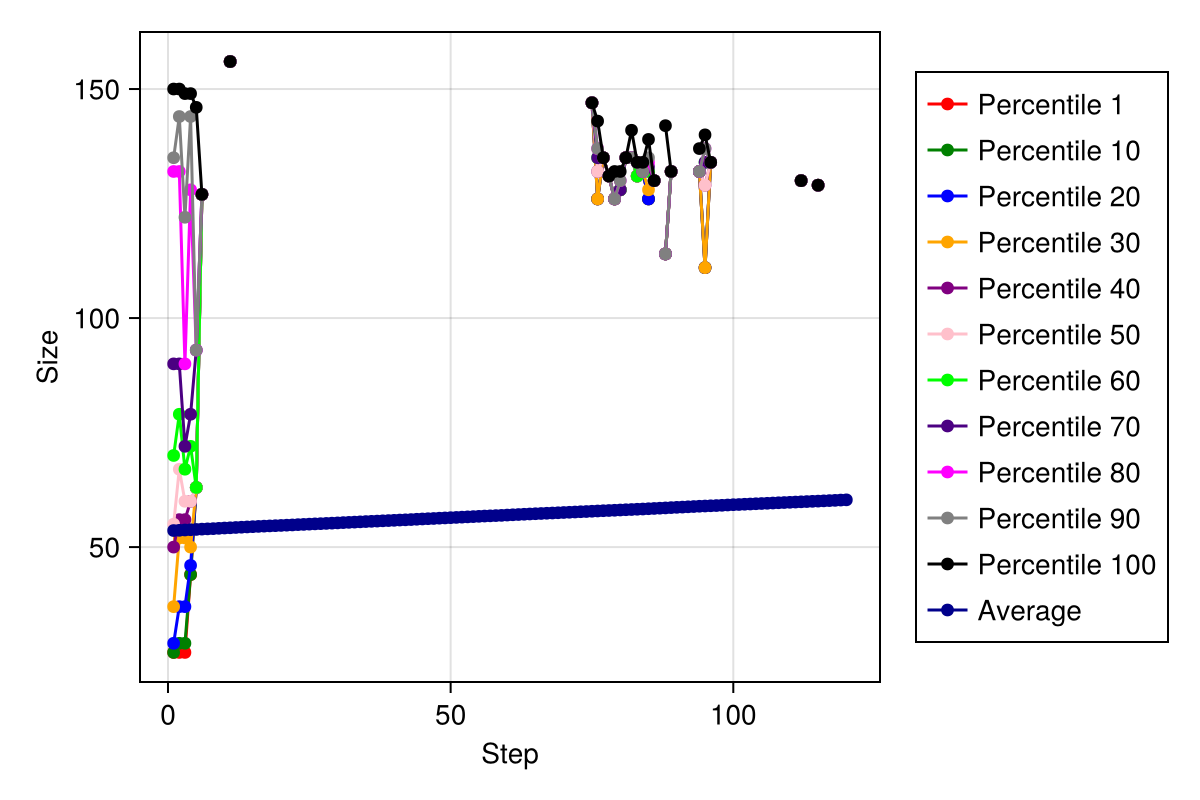 150
100
50
Size
0
50
100
Step
Percentile 1
Percentile 10
Percentile 20
Percentile 30
Percentile 40
Percentile 50
Percentile 60
Percentile 70
Percentile 80
Percentile 90
Percentile 100
Average